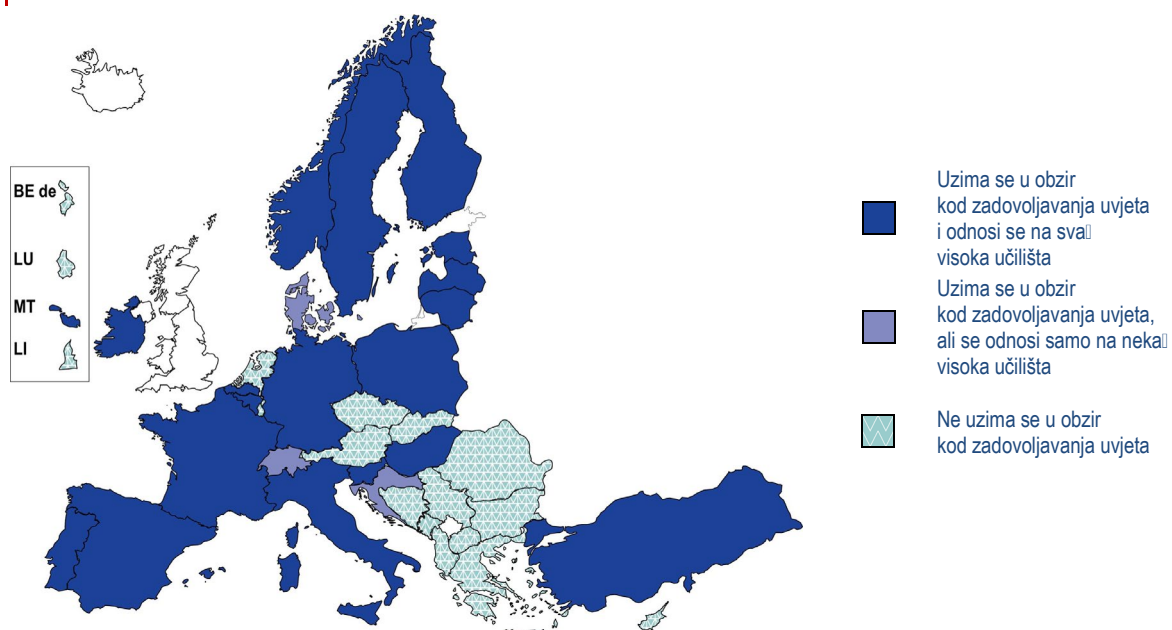 BE de
LU
MT
LI
Uzima se u obzir
kod zadovoljavanja uvjeta
i odnosi se na sva▯
visoka učilišta
Uzima se u obzir
kod zadovoljavanja uvjeta,
ali se odnosi samo na neka▯
visoka učilišta
Ne uzima se u obzir
kod zadovoljavanja uvjeta